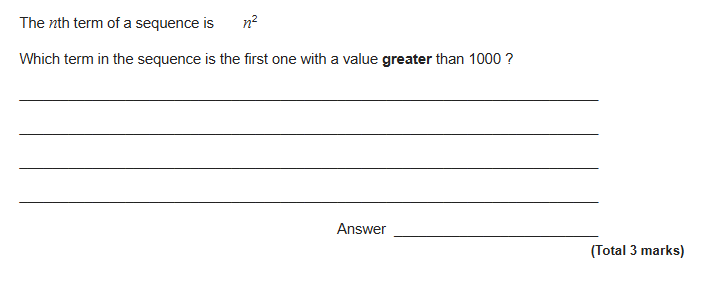 The nth term of a sequence is n²
Which term in the sequence is the first one with a value greater than 1000 ?
Answer
(Total 3 marks)